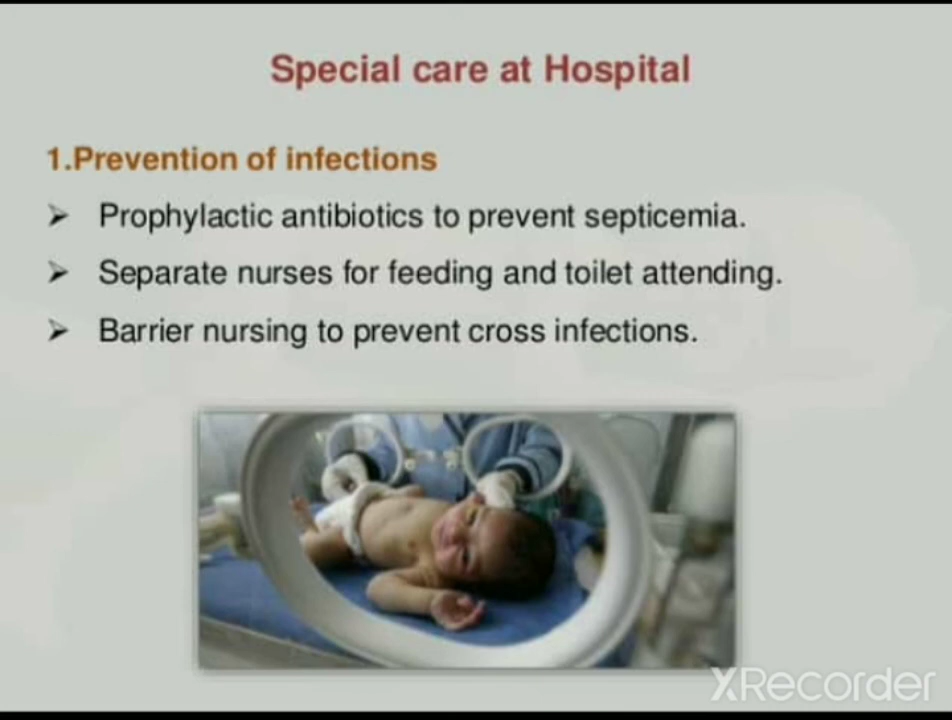 Special care at Hospital
1.Prevention of infections
➢ Prophylactic antibiotics to prevent septicemia.
➢ Separate nurses for feeding and toilet attending.
➢ Barrier nursing to prevent cross infections.
XRecorder